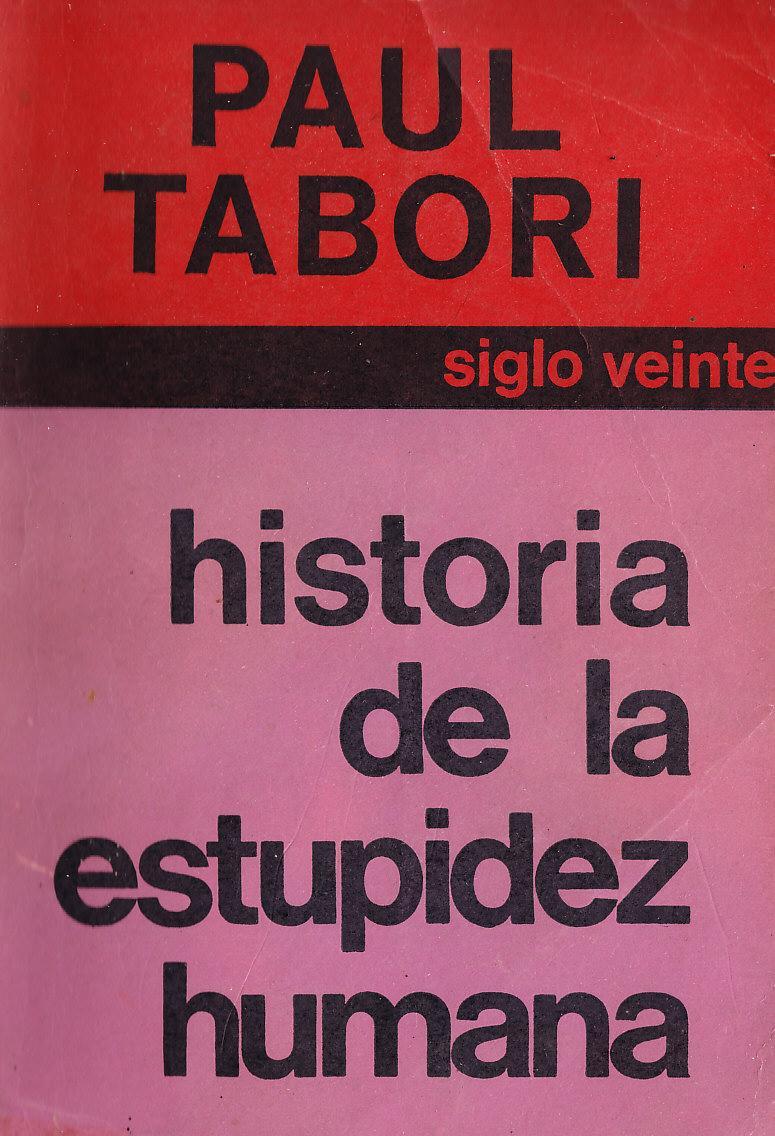 PAUL
TABORI
siglo veinte
historia
de la
estupidez
humana